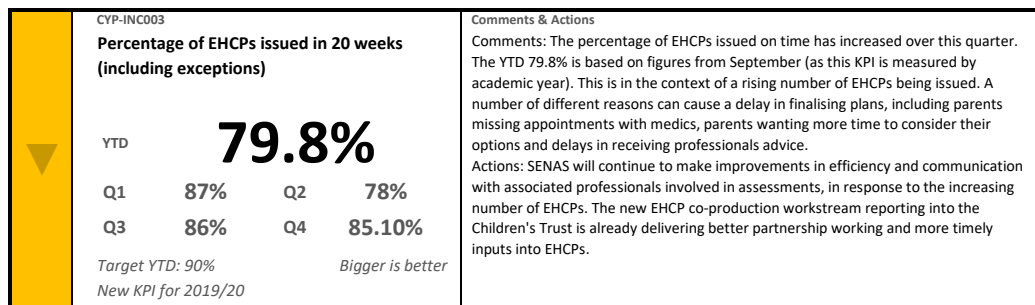 CYP-INC003
Percentage of EHCPs issued in 20 weeks
(including exceptions)
YTD 79.8%
Q1 87% Q2 78%
Q3 86% Q4 85.10%
Target YTD: 90% Bigger is better
New KPI for 2019/20
Comments & Actions
Comments: The percentage of EHCPs issued on time has increased over this quarter.
The YTD 79.8% is based on figures from September (as this KPI is measured by
academic year). This is in the context of a rising number of EHCPs being issued. A
number of different reasons can cause a delay in finalising plans, including parents
missing appointments with medics, parents wanting more time to consider their
options and delays in receiving professionals advice.
Actions: SENAS will continue to make improvements in efficiency and communication
with associated professionals involved in assessments, in response to the increasing
number of EHCPs. The new EHCP co-production workstream reporting into the
Children's Trust is already delivering better partnership working and more timely
inputs into EHCPs.